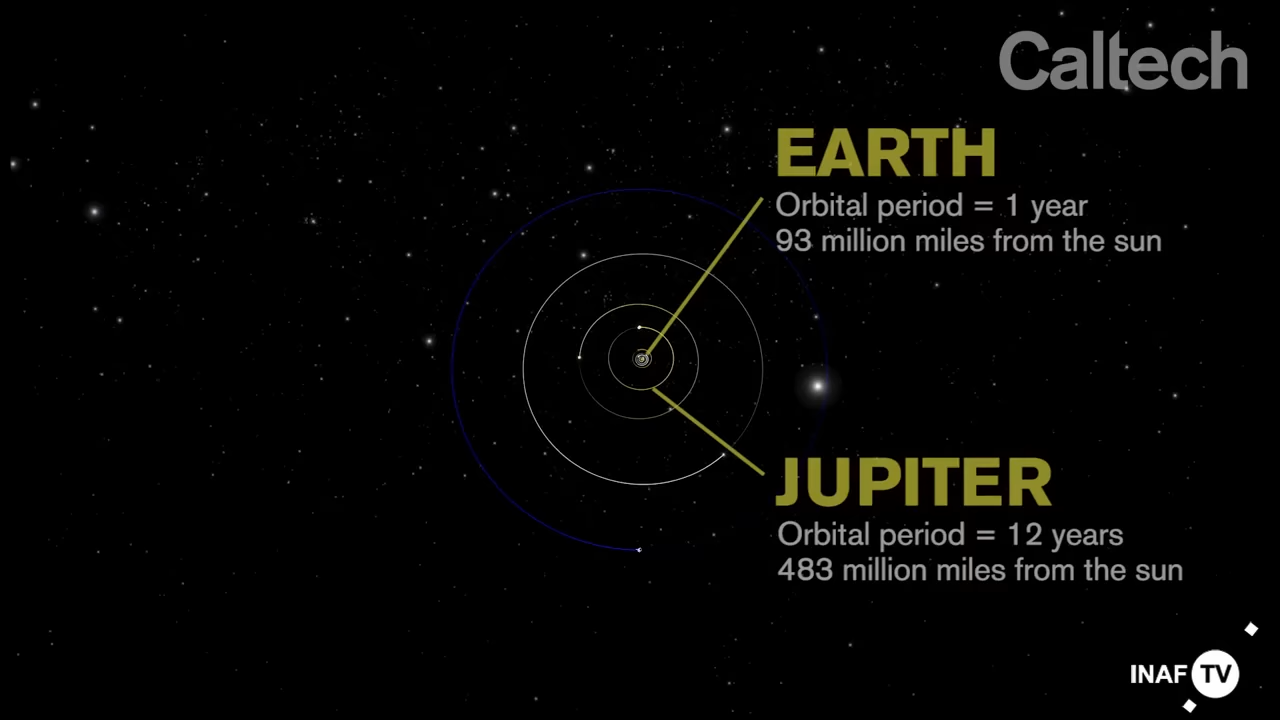 Caltech
EARTH
Orbital period = 1 year
93 million miles from the sun
JUPITER
Orbital period = 12 years
483 million miles from the sun
INAF TV